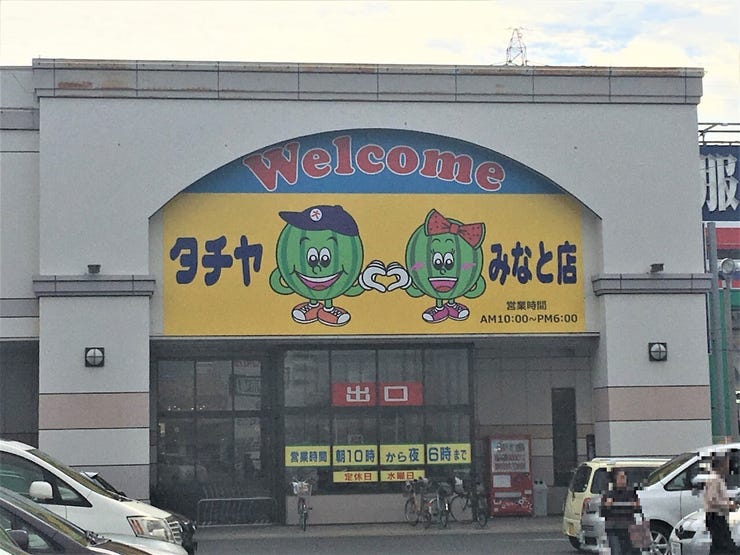 Welcome
タチヤ
みなと店
営業時間
AM10:00~PM6:00
服
出口
営業時間 朝10時 から夜 6時まで
定休日 水曜日